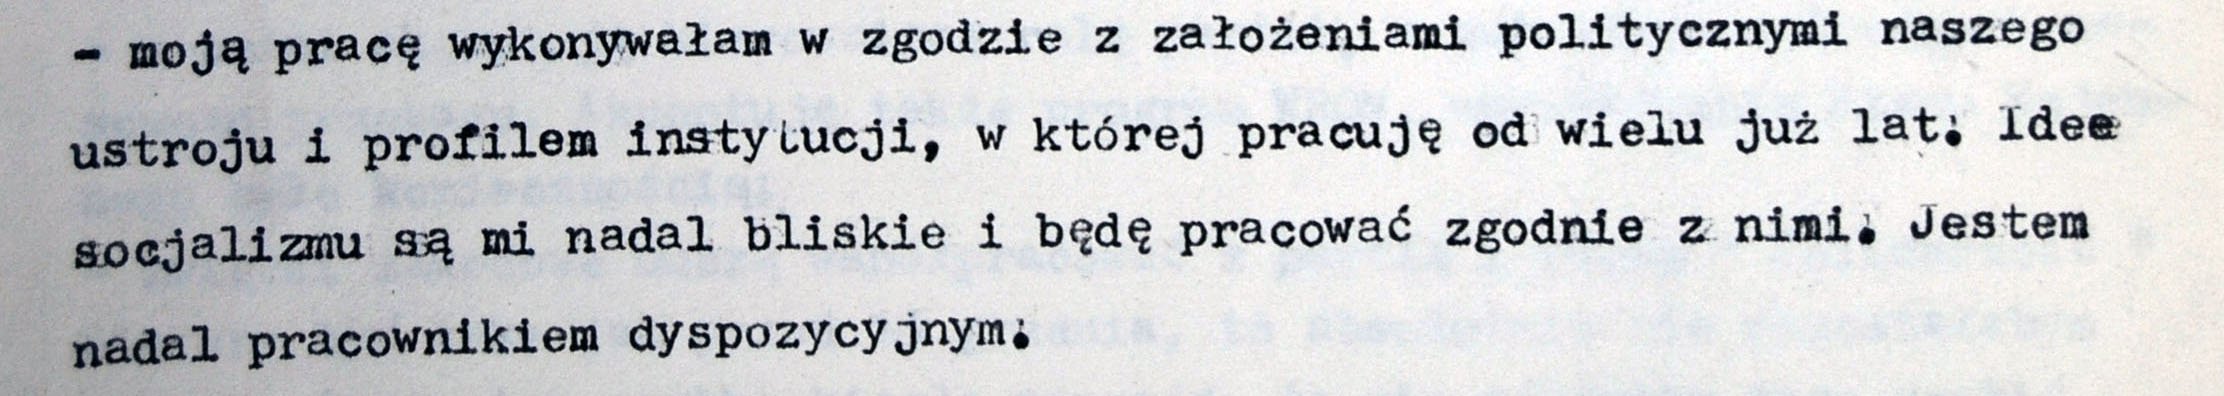 - moją pracę wykonywałam w zgodzie z założeniami politycznymi naszego
ustroju i profilem instytucji, w której pracuję od wielu już lat. Idee
socjalizmu są mi nadal bliskie i będę pracować zgodnie z nimi. Jestem
nadal pracownikiem dyspozycyjnym.